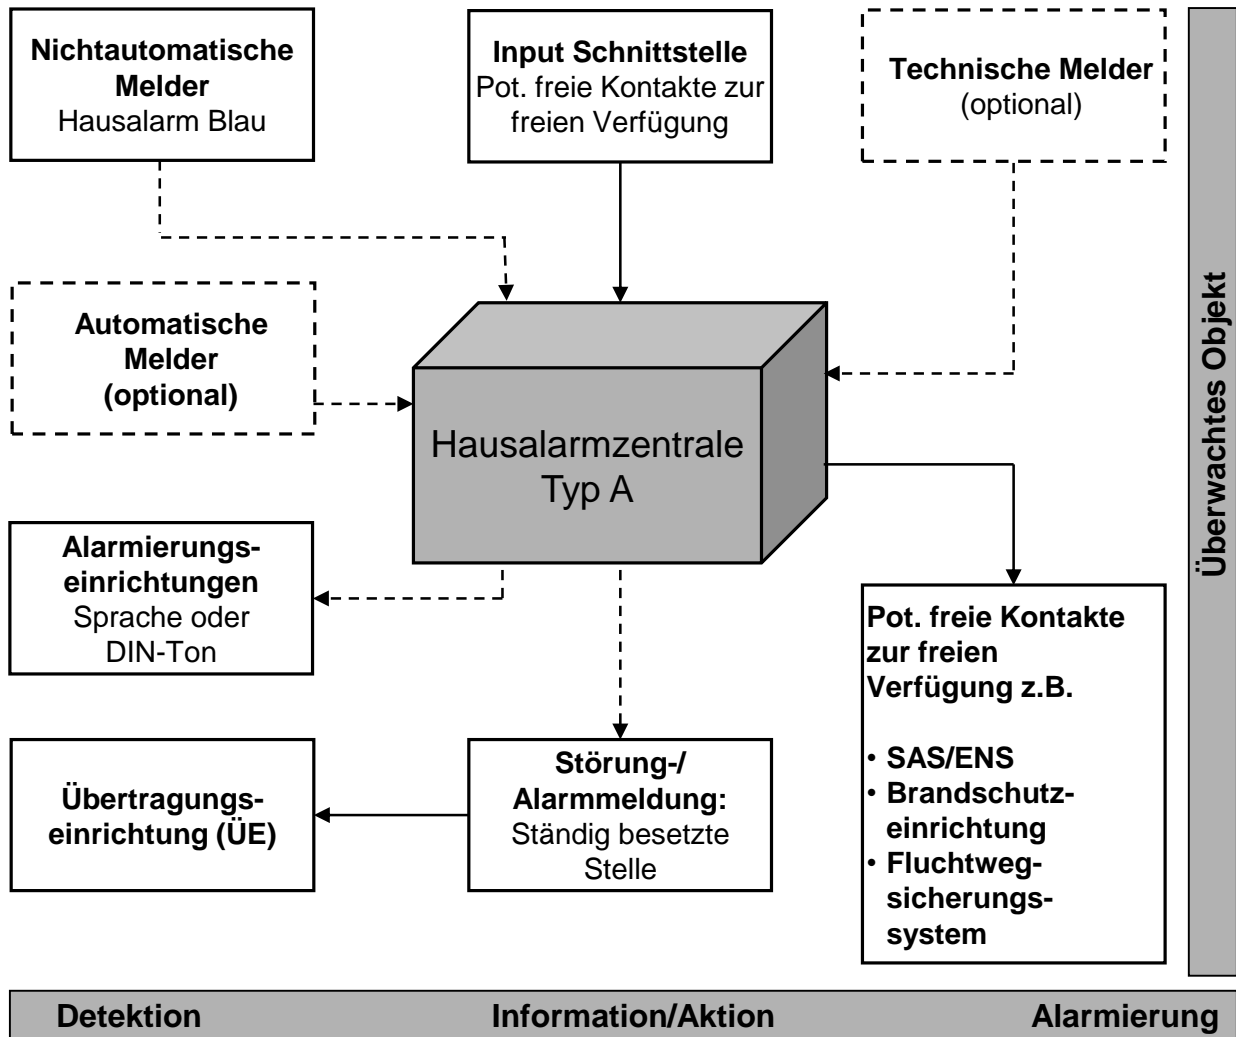 Nichtautomatische
Melder
Hausalarm Blau
Input Schnittstelle
Pot. freie Kontakte zur
freien Verfügung
Technische Melder
(optional)
Automatische
Melder
(optional)
Hausalarmzentrale
Typ A
Alarmierungs-
einrichtungen
Sprache oder
DIN-Ton
Übertragungs-
einrichtung (ÜE)
Störung-/
Alarmmeldung:
Ständig besetzte
Stelle
Pot. freie Kontakte
zur freien
Verfügung z.B.
• SAS/ENS
• Brandschutz-
einrichtung
• Fluchtweg-
sicherungs-
system
Überwachtes Objekt
Detektion
Information/Aktion
Alarmierung